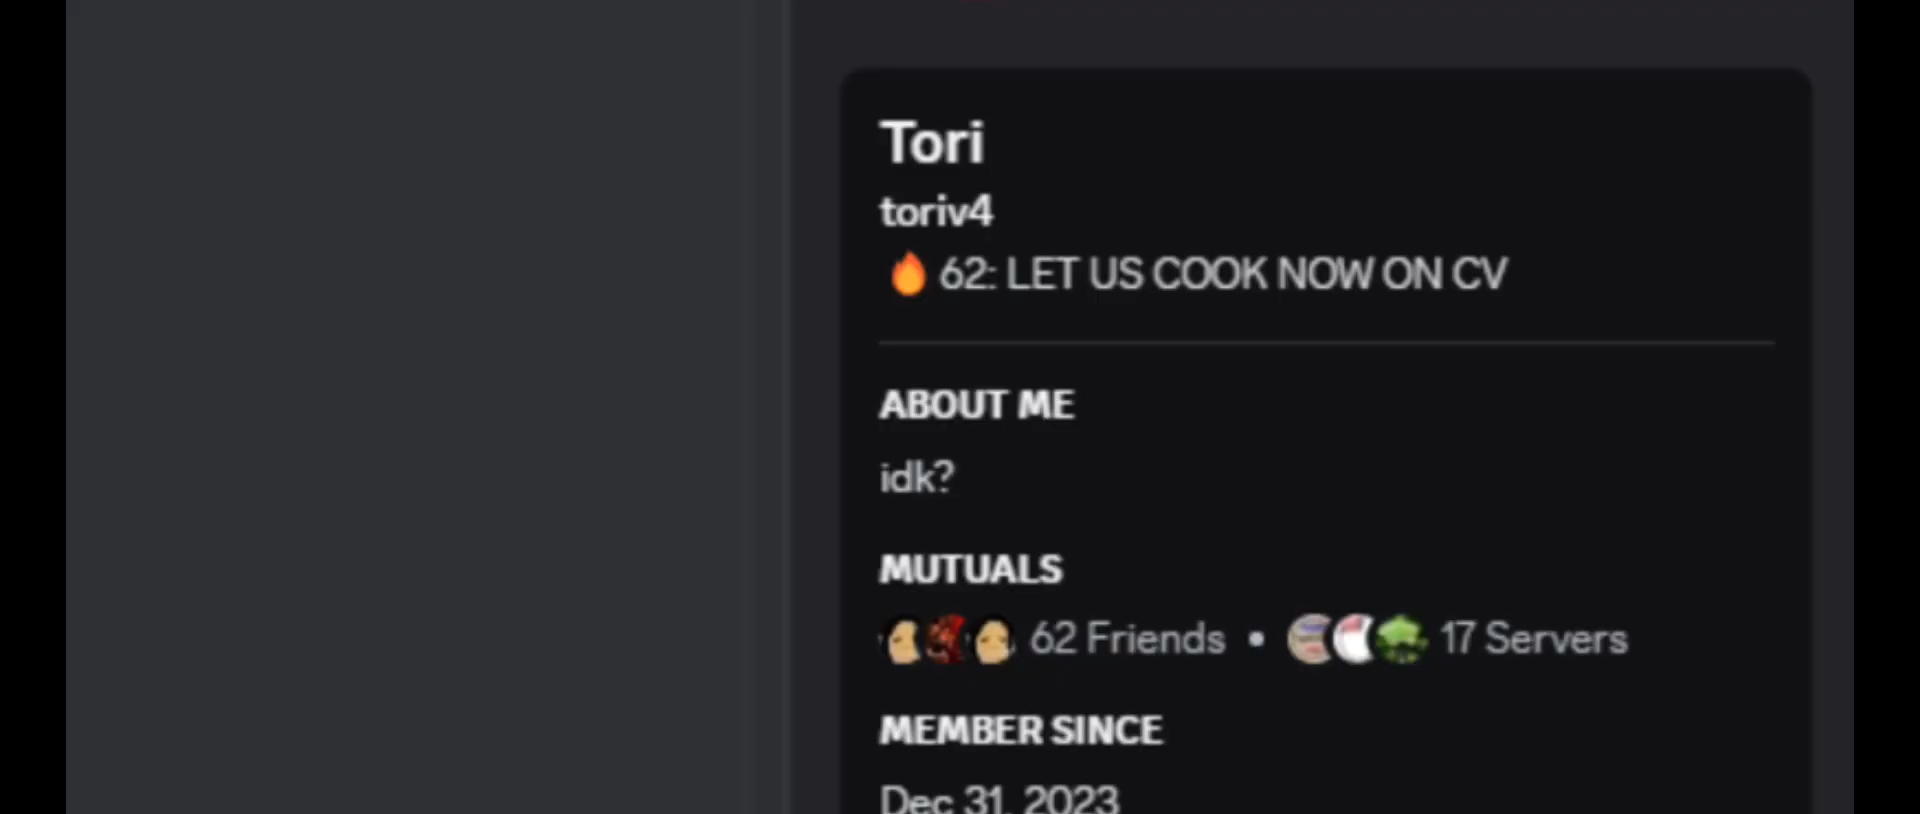 Tori
toriv4
🔥 62: LET US COOK NOW ON CV
ABOUT ME
idk?
MUTUALS
62 Friends • 17 Servers
MEMBER SINCE
Dec 31, 2023